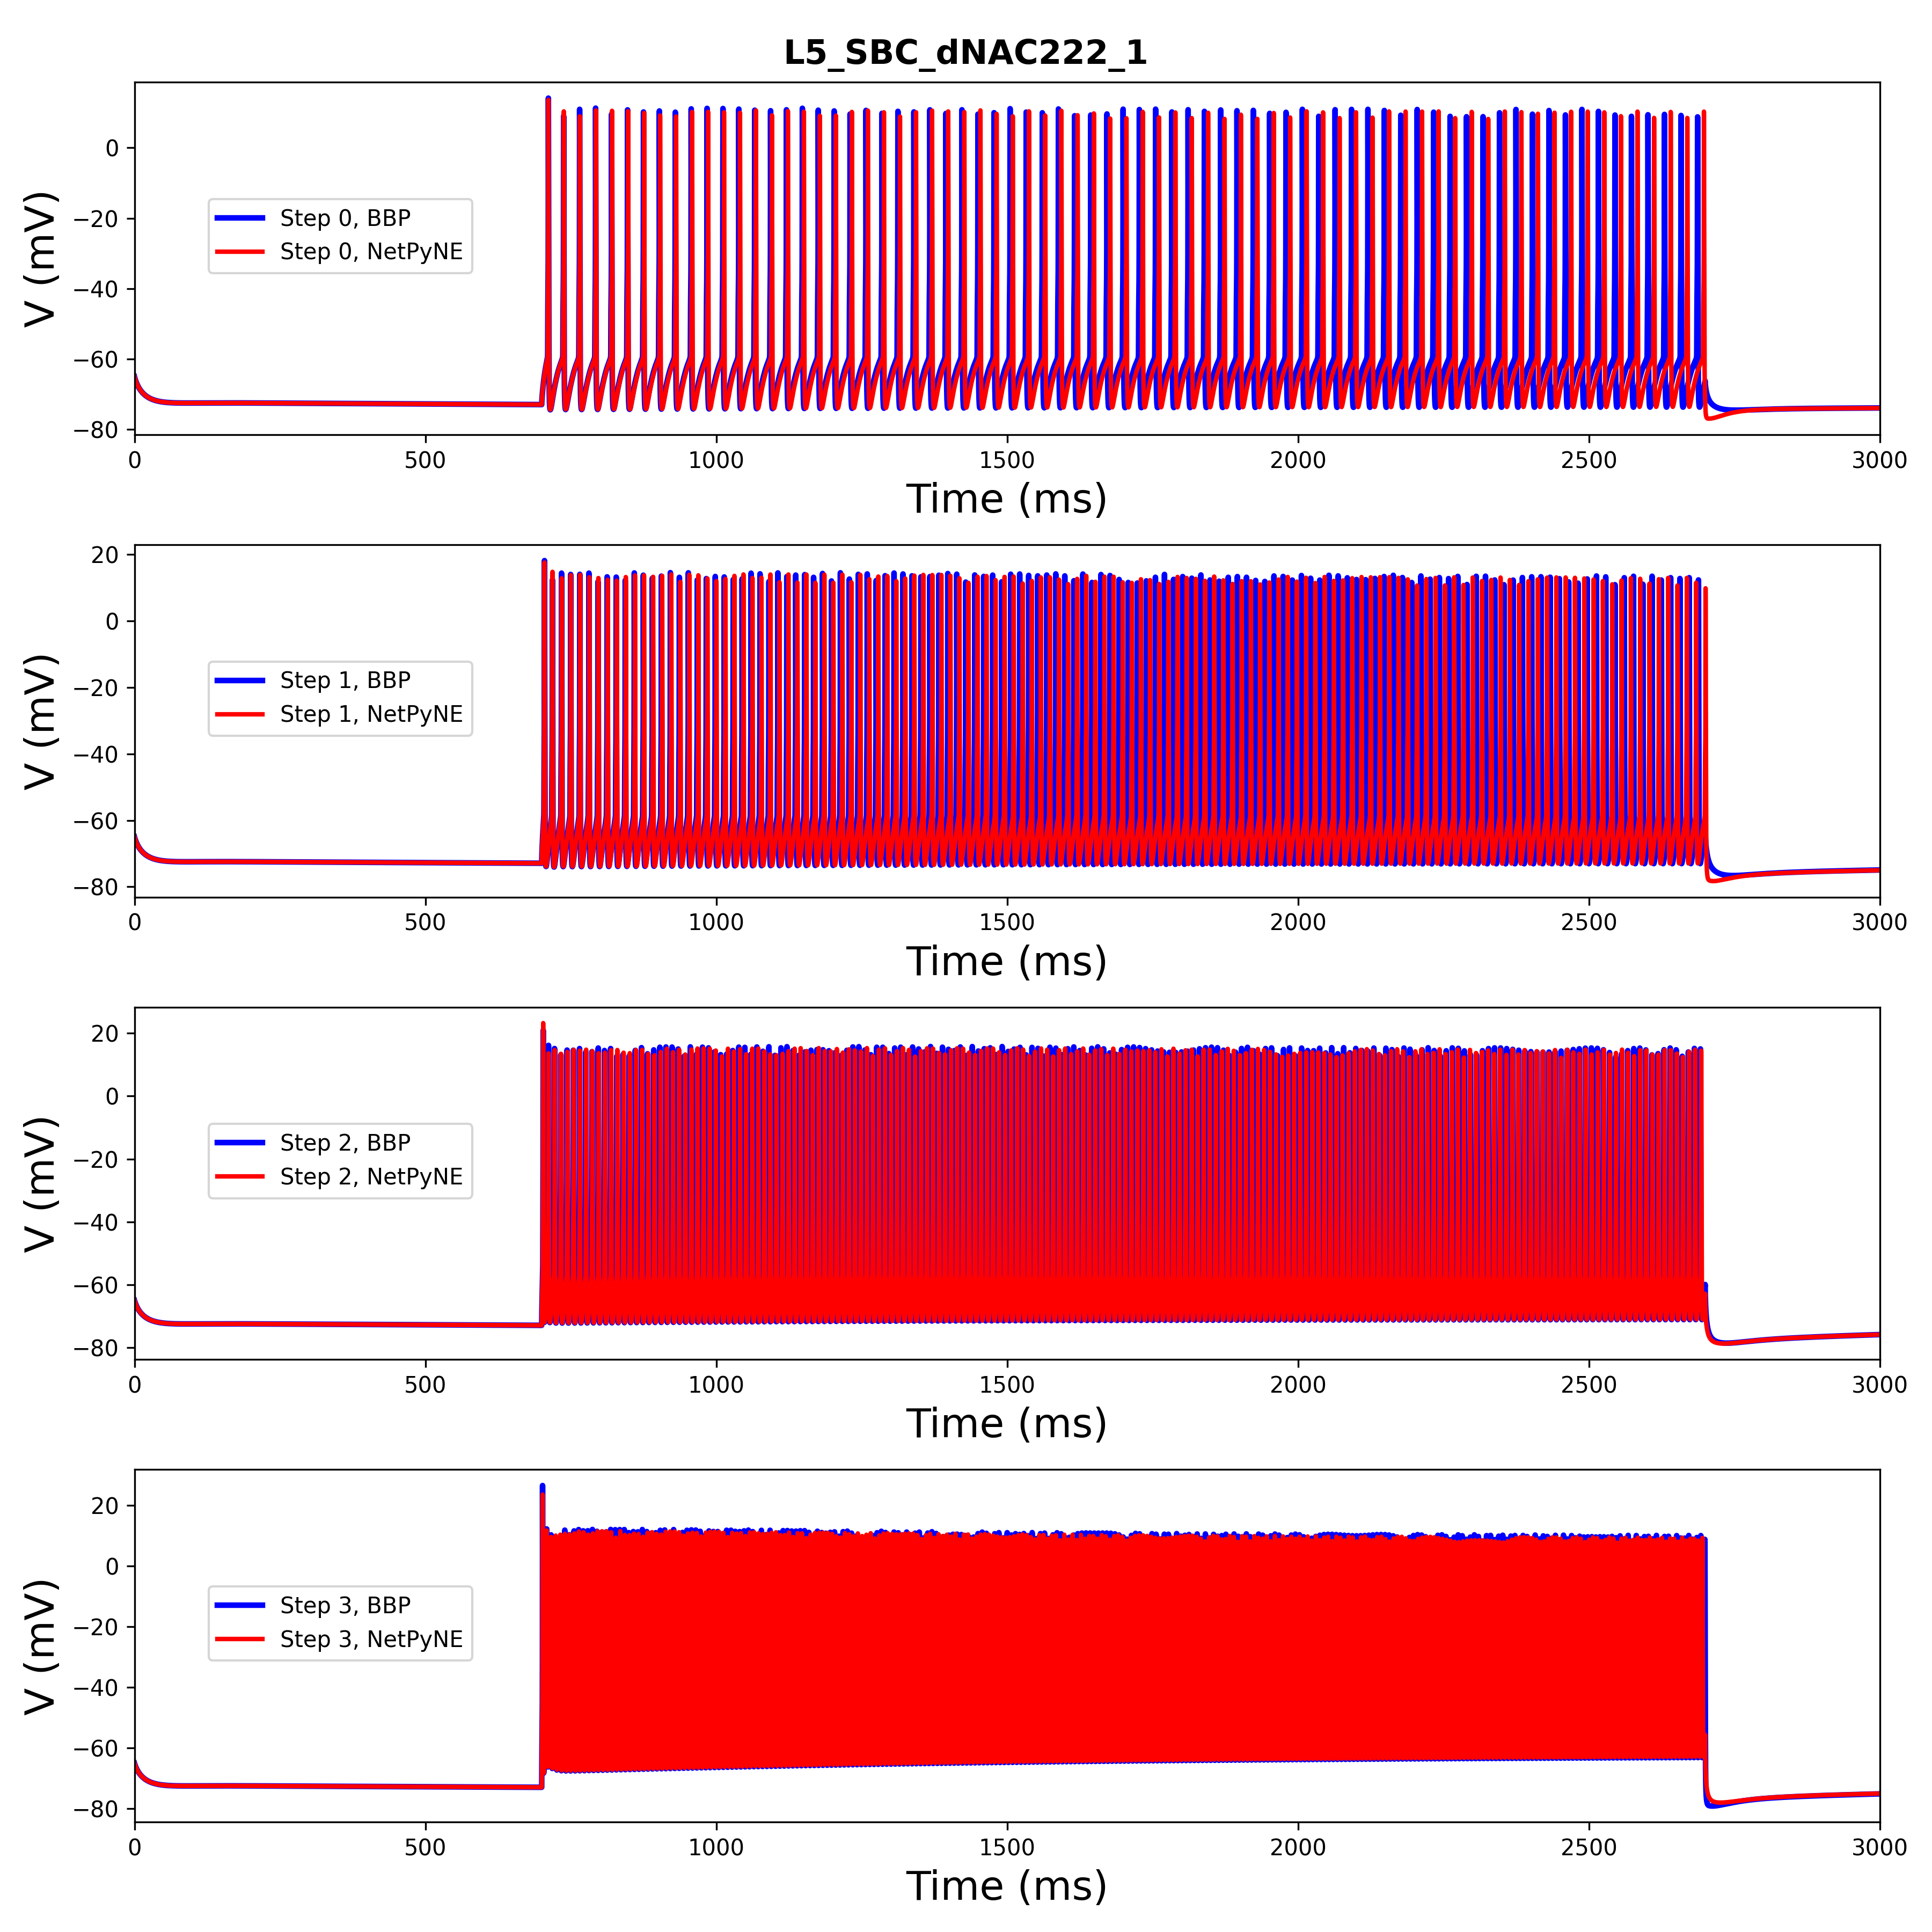 L5_SBC_dNAC222_1
0
−20
−40
−60
−80
V (mV)
Step 0, BBP
Step 0, NetPyNE
0 500 1000 1500 2000 2500 3000
Time (ms)
20
0
−20
−40
−60
−80
V (mV)
Step 1, BBP
Step 1, NetPyNE
0 500 1000 1500 2000 2500 3000
Time (ms)
20
0
−20
−40
−60
−80
V (mV)
Step 2, BBP
Step 2, NetPyNE
0 500 1000 1500 2000 2500 3000
Time (ms)
20
0
−20
−40
−60
−80
V (mV)
Step 3, BBP
Step 3, NetPyNE
0 500 1000 1500 2000 2500 3000
Time (ms)